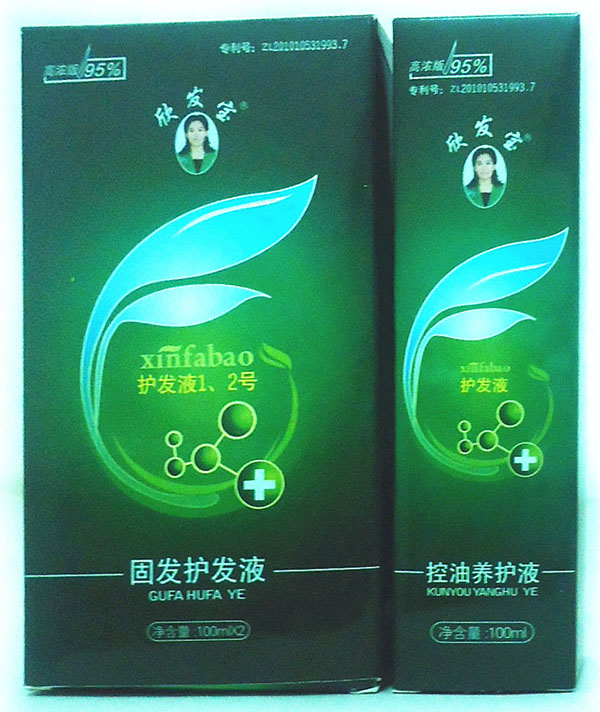 高浓版 95%
专利号：ZL201010531993.7
欣发宝®
xinfabao
护发液1、2号
固发护发液
GUFA HUFA YE
净含量:100mlX2
高浓版 95%
专利号：ZL201010531993.7
欣发宝®
xinfabao
护发液
控油养护液
KUNYOU YANGHU YE
净含量:100ml